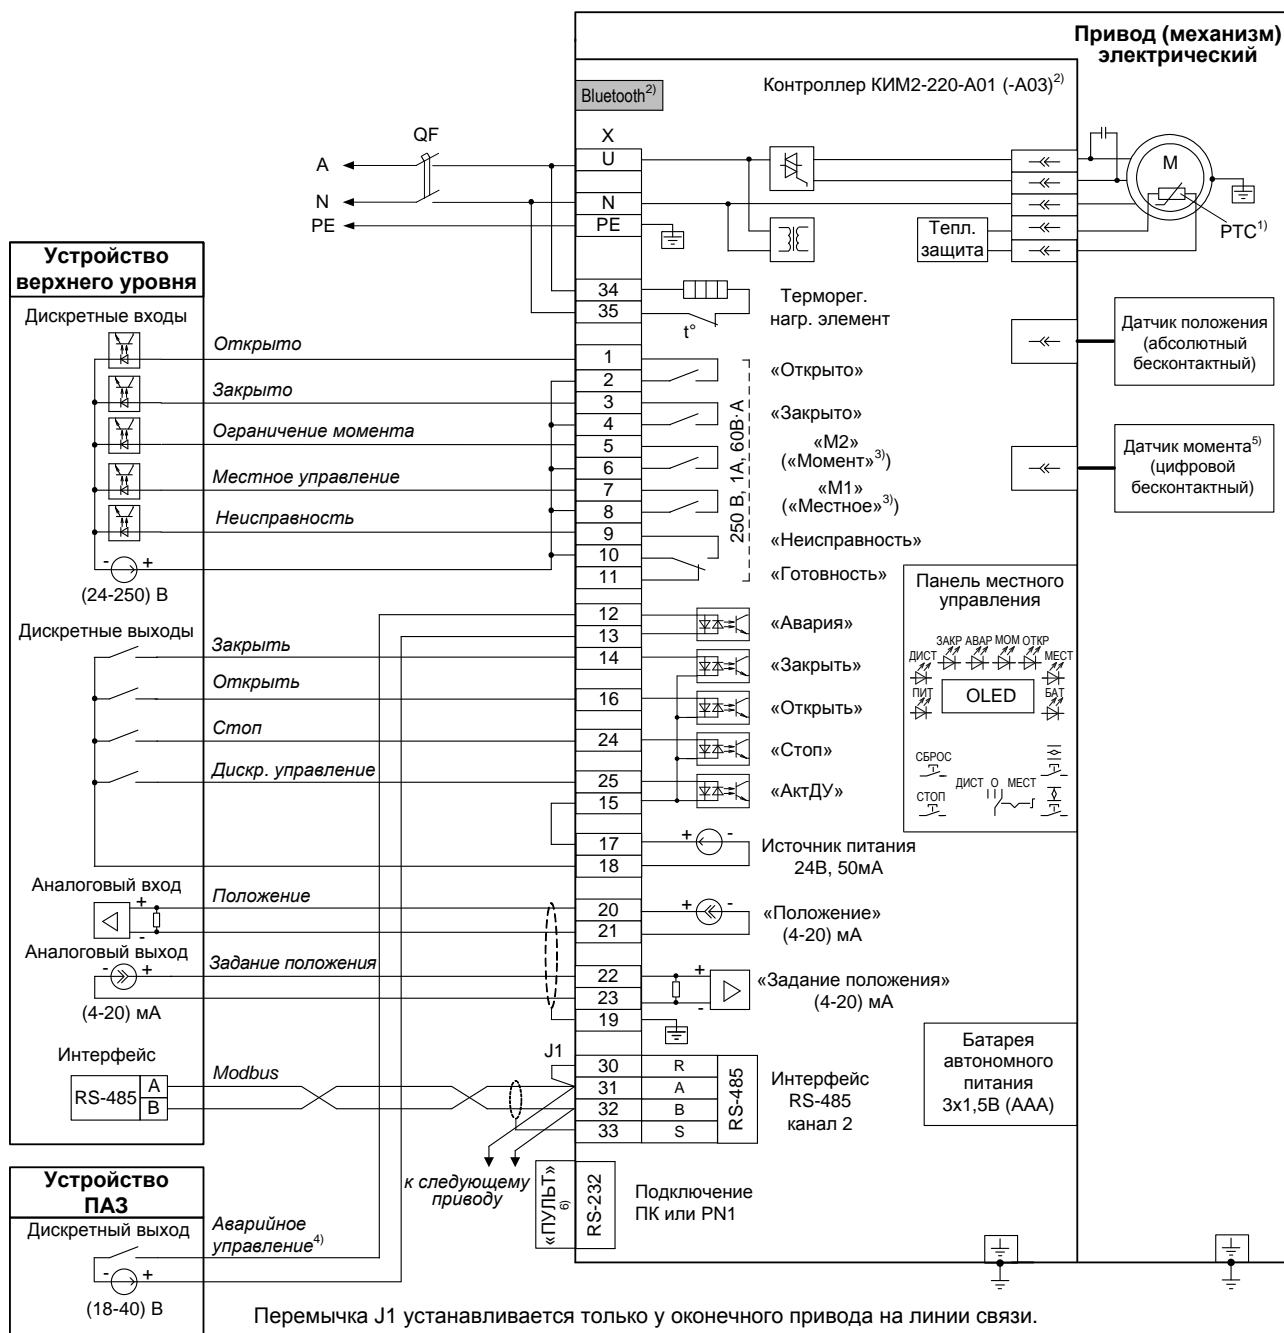 Привод (механизм)
электрический
Контроллер КИМ2-220-А01 (-А03)2)
Bluetooth2)
QF
X
A
U
N
N
PE
PE
M
PTC1)
Тепл.
защита
34
35
t°
Терморег.
нагр. элемент
Датчик положения
(абсолютный
бесконтактный)
Датчик момента5)
(цифровой
бесконтактный)
Устройство
верхнего уровня
Дискретные входы
Открыто
1
2
«Открыто»
Закрыто
3
4
«Закрыто»
Ограничение момента
5
6
«М2»
(«Момент»3))
Местное управление
7
8
«М1»
(«Местное»3))
Неисправность
9
10
11
«Неисправность»
«Готовность»
250 В, 1А, 60В·А
- +
(24-250) В
12
13
«Авария»
Дискретные выходы
Закрыть
14
«Закрыть»
Открыть
16
«Открыть»
Стоп
24
«Стоп»
Дискр. управление
25
15
«АктДУ»
17
18
+ -
Источник питания
24В, 50мА
Панель местного
управления
ЗАКР АВАР МОМ ОТКР
ДИСТ
МЕСТ
ПИТ
OLED
БАТ
СБРОС
ДИСТ О МЕСТ
СТОП
Аналоговый вход
+
-
Положение
20
21
+ -
«Положение»
(4-20) мА
Аналоговый выход
- +
(4-20) мА
Задание положения
22
23
19
+
-
«Задание положения»
(4-20) мА
Интерфейс
RS-485
A
B
Modbus
J1
30
31
32
33
R
A
B
S
RS-485
Интерфейс
RS-485
канал 2
Батарея
автономного
питания
3х1,5В (ААА)
к следующему
приводу
«ПУЛЬТ»
6)
RS-232
Подключение
ПК или PN1
Устройство
ПАЗ
Дискретный выход
Аварийное
управление4)
- +
(18-40) В
Перемычка J1 устанавливается только у оконечного привода на линии связи.